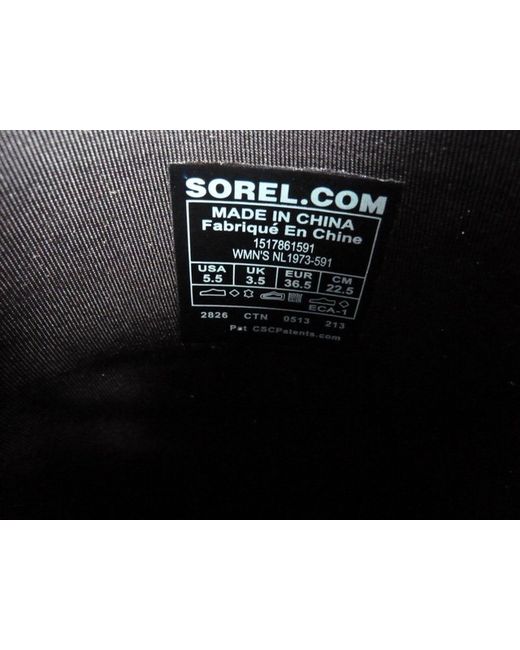 SOREL.COM
MADE IN CHINA
Fabriqué En Chine
1517861591
WMN'S NL1973-591
USA UK EUR CM
5.5 3.5 36.5 22.5
ECA-1
2826 CTN 0513 213
Pat CSCPatents.com